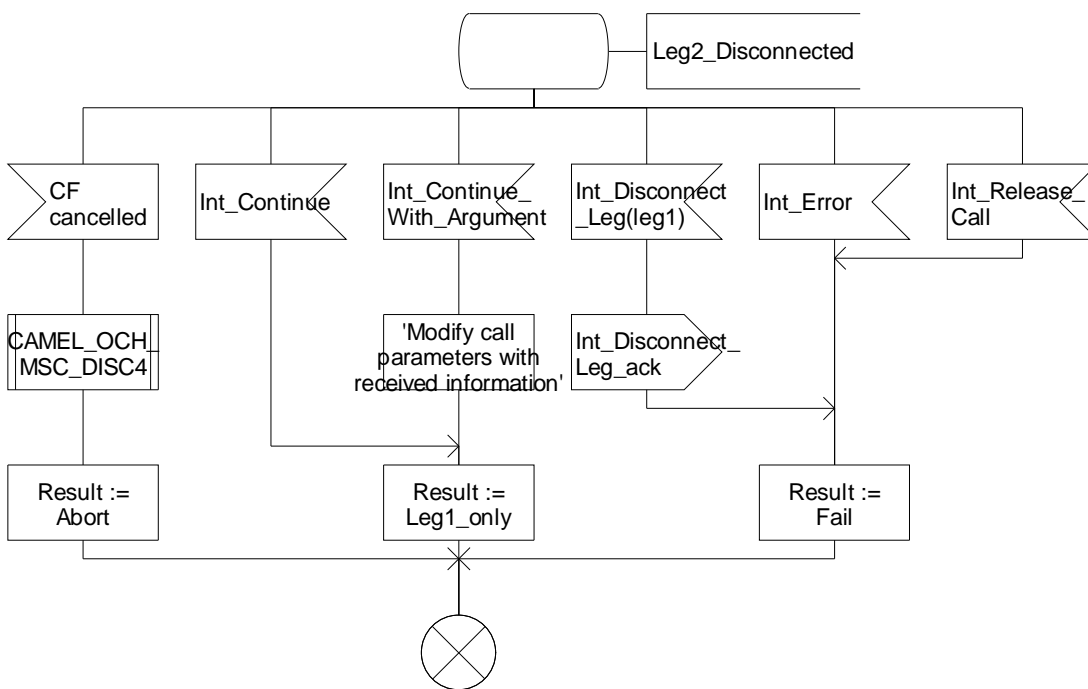 Leg2_Disconnected
CF
cancelled
Int_Continue
Int_Continue_
With_Argument
Int_Disconnect
_Leg(leg1)
Int_Error
Int_Release_
Call
CAMEL_OCH_
MSC_DISC4
'Modify call
parameters with
received information'
Int_Disconnect_
Leg_ack
Result :=
Abort
Result :=
Leg1_only
Result :=
Fail